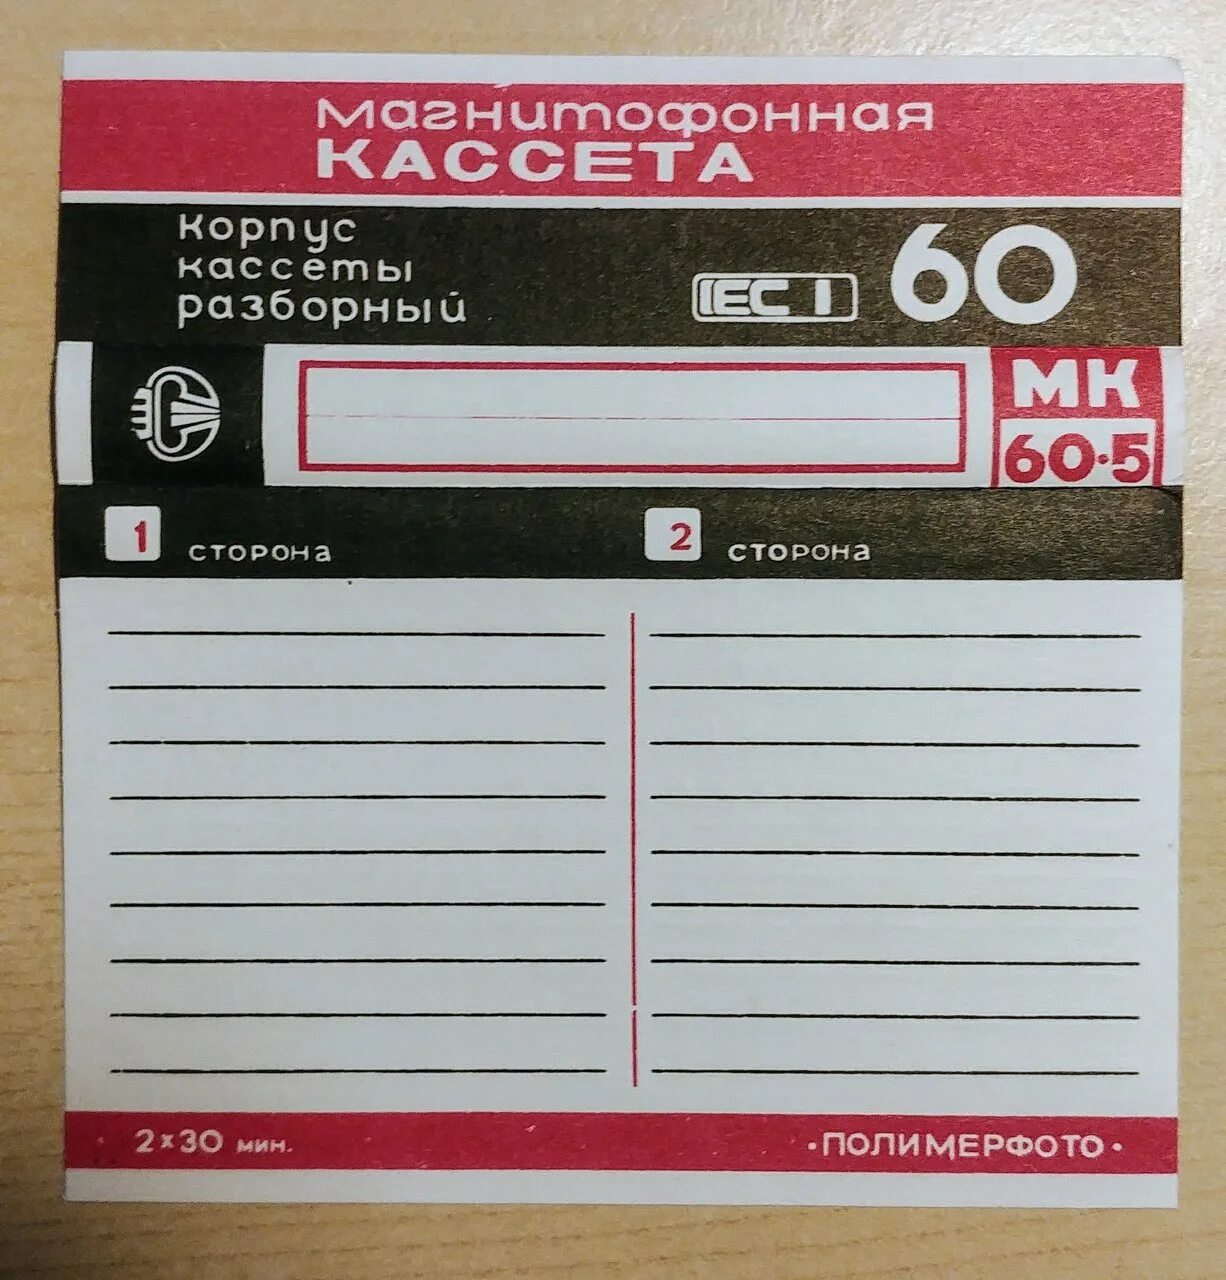 Магнитофонная
КАССЕТА
корпус
кассеты
разборный
IEC I
60
МК
60·5
1 сторона
2 сторона
2×30 мин.
·ПОЛИМЕРФОТО·